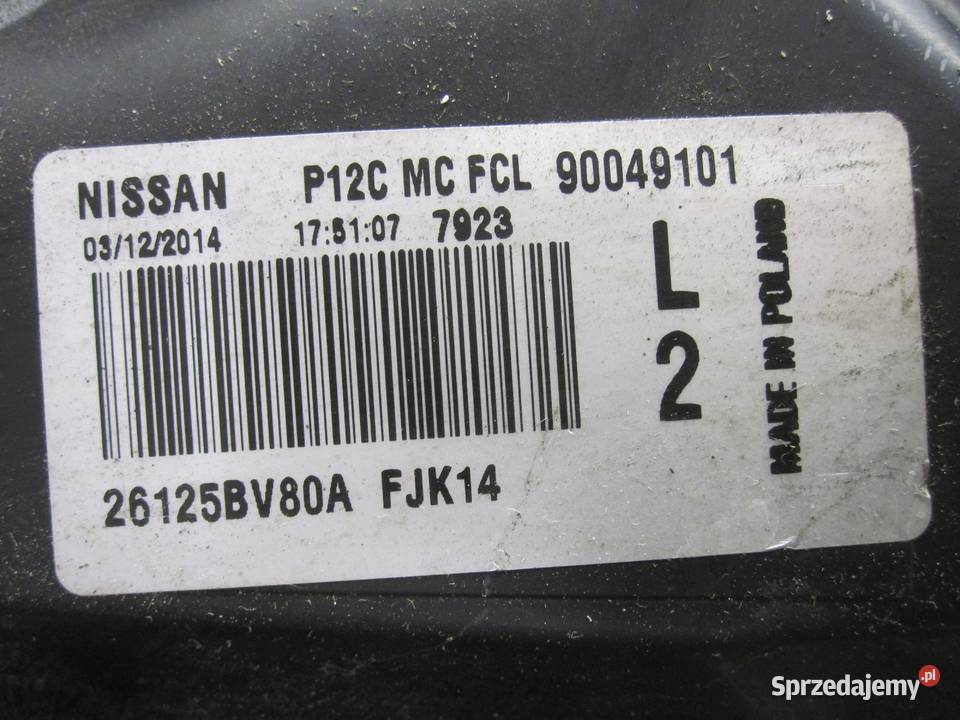 NISSAN P12C MC FCL 90049101
03/12/2014 17:51:07 7923
L
2
MADE IN POLAND
26125BV80A FJK14
Sprzedajemy.pl